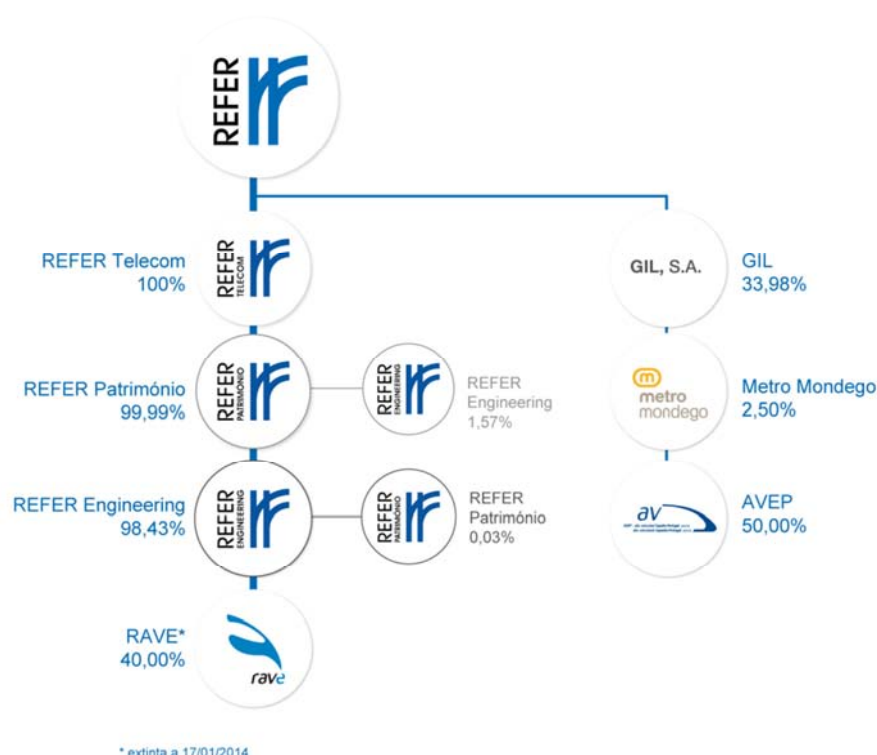 REFER
REFER Telecom
100%
REFER
TELECOM
GIL, S.A.
GIL
33,98%
REFER Património
99,99%
REFER
PATRIMÓNIO
REFER
ENGINEERING
REFER
Engineering
1,57%
metro
mondego
Metro Mondego
2,50%
REFER Engineering
98,43%
REFER
ENGINEERING
REFER
PATRIMÓNIO
REFER
Património
0,03%
av
AVEP
50,00%
RAVE*
40,00%
rave
* extinta a 17/01/2014